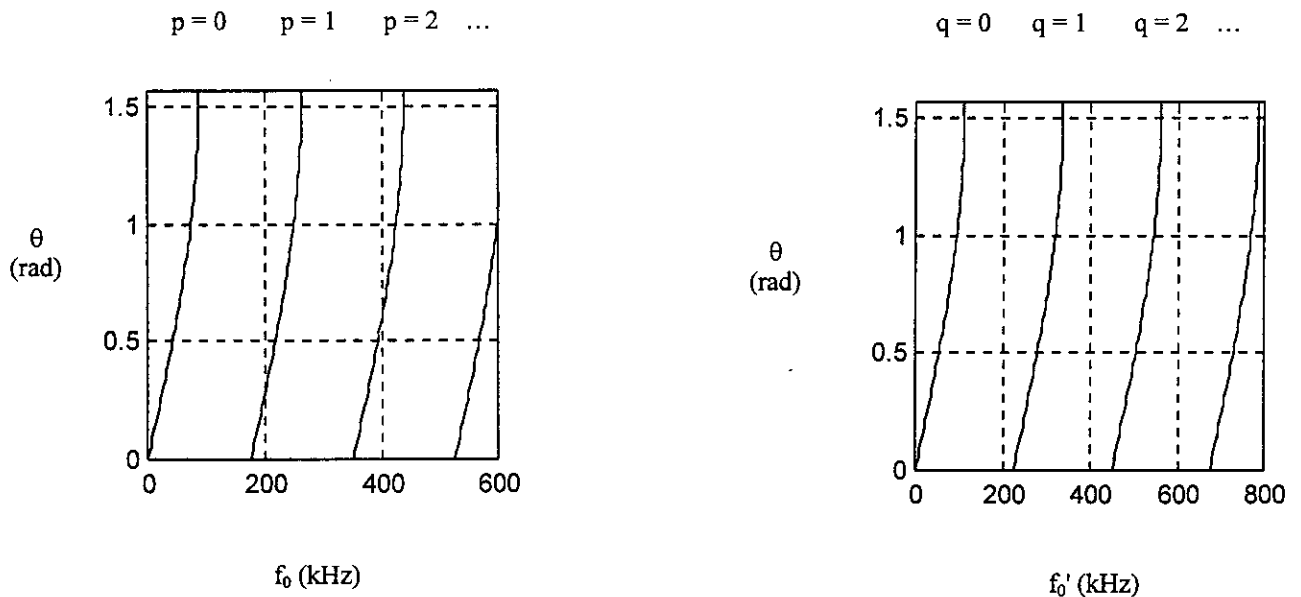 p = 0 p = 1 p = 2 ...
1.5
1
0.5
0
θ
(rad)
0 200 400 600
f₀ (kHz)
q = 0 q = 1 q = 2 ...
1.5
1
0.5
0
θ
(rad)
0 200 400 600 800
f₀' (kHz)